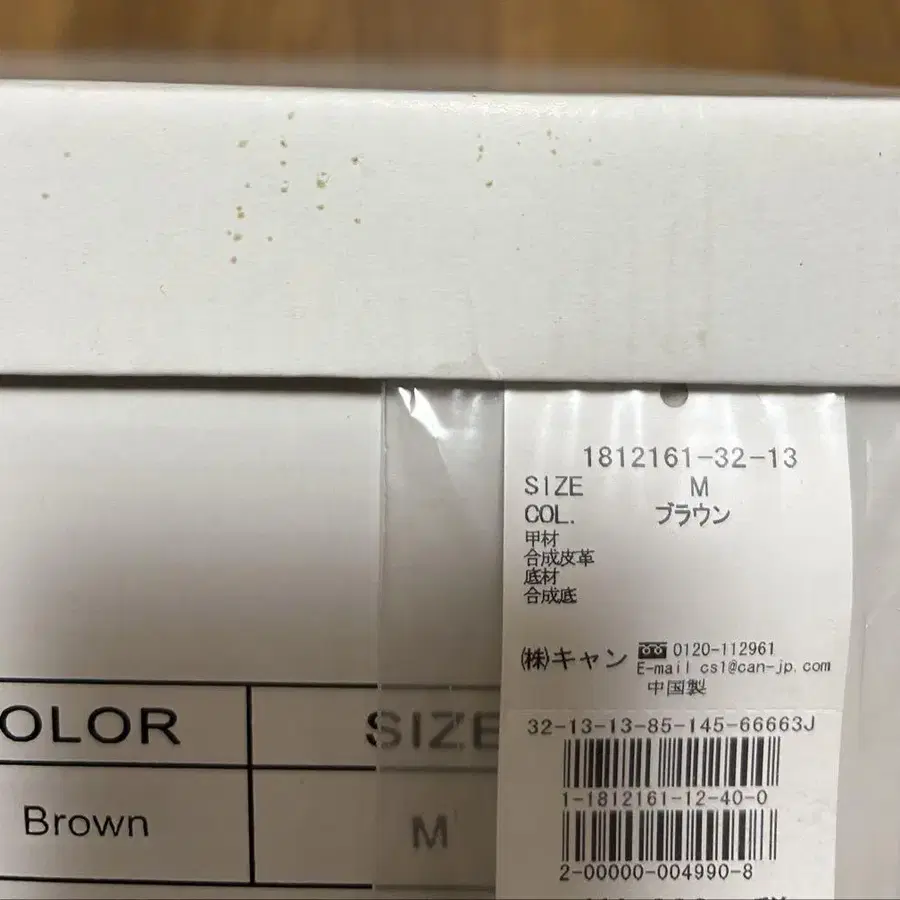 1812161-32-13
SIZE M
COL. ブラウン
甲材
合成皮革
底材
合成底
㈱キャン 0120-112961
E-mail cs1@can-jp.com
中国製
32-13-13-85-145-66663J
1-1812161-12-40-0
2-00000-004990-8
OLOR SIZE
Brown M